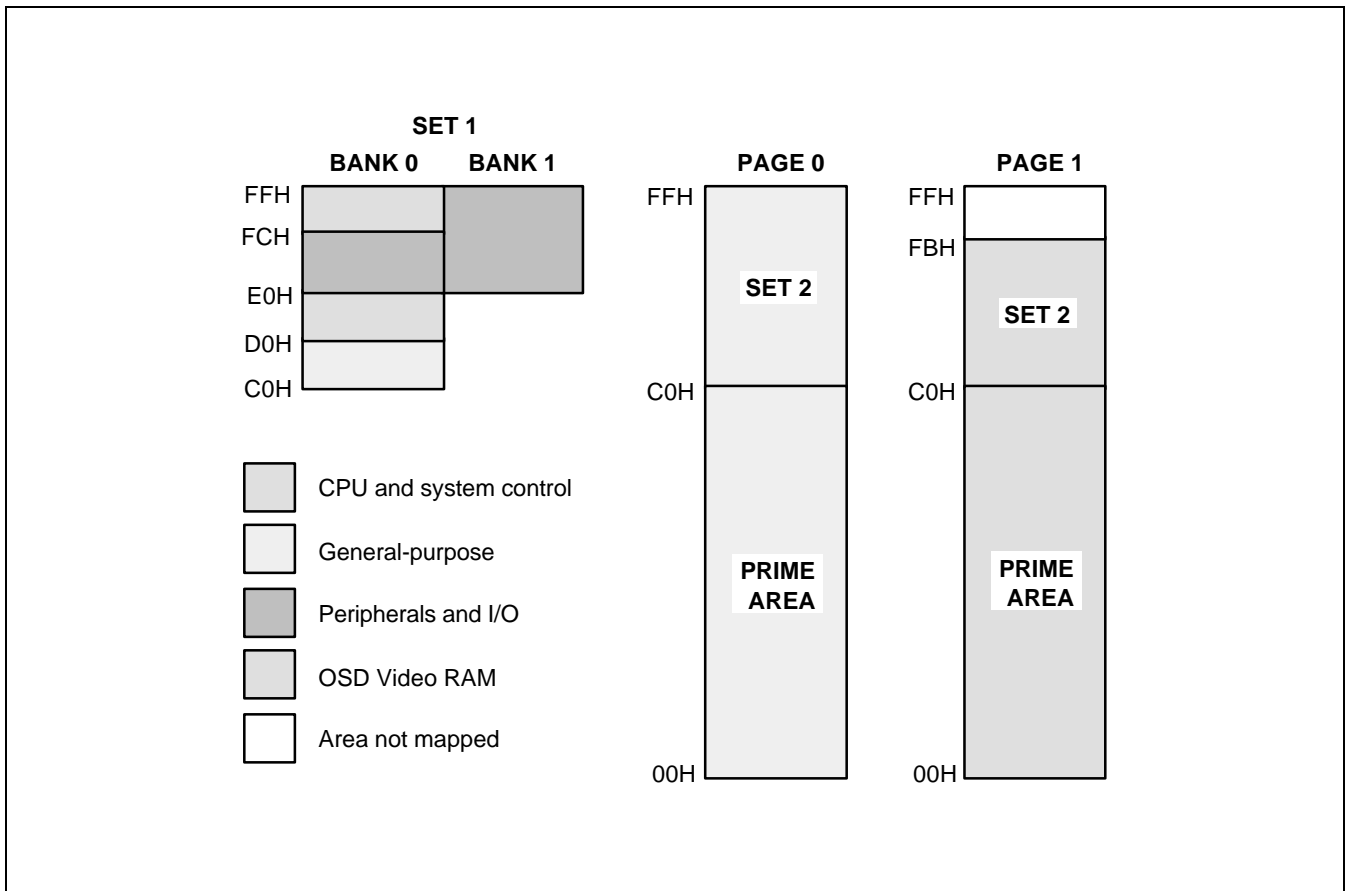 SET 1
BANK 0 BANK 1
FFH
FCH
E0H
D0H
C0H
CPU and system control
General-purpose
Peripherals and I/O
OSD Video RAM
Area not mapped
PAGE 0
FFH
SET 2
C0H
PRIME
AREA
00H
PAGE 1
FFH
FBH
SET 2
C0H
PRIME
AREA
00H